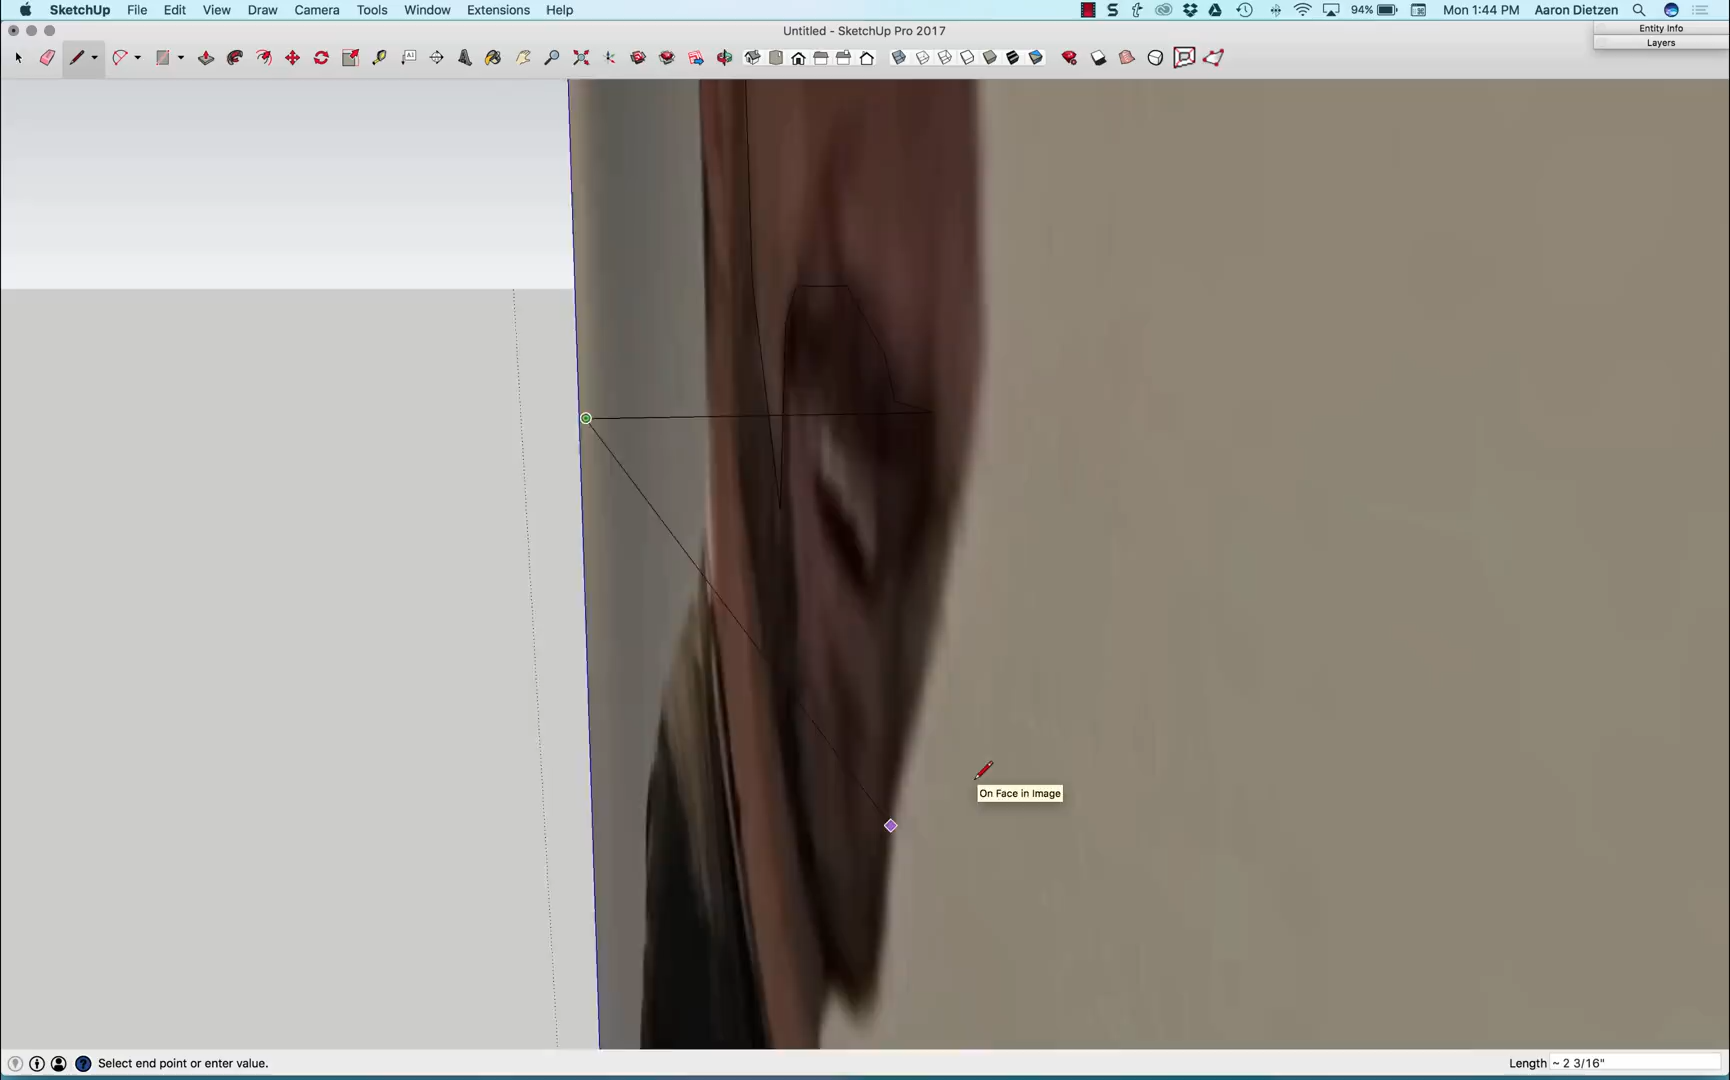 SketchUp File Edit View Draw Camera Tools Window Extensions Help 94% Mon 1:44 PM Aaron Dietzen
Untitled - SketchUp Pro 2017
Entity Info
Layers
On Face in Image
Select end point or enter value. Length ~ 2 3/16"